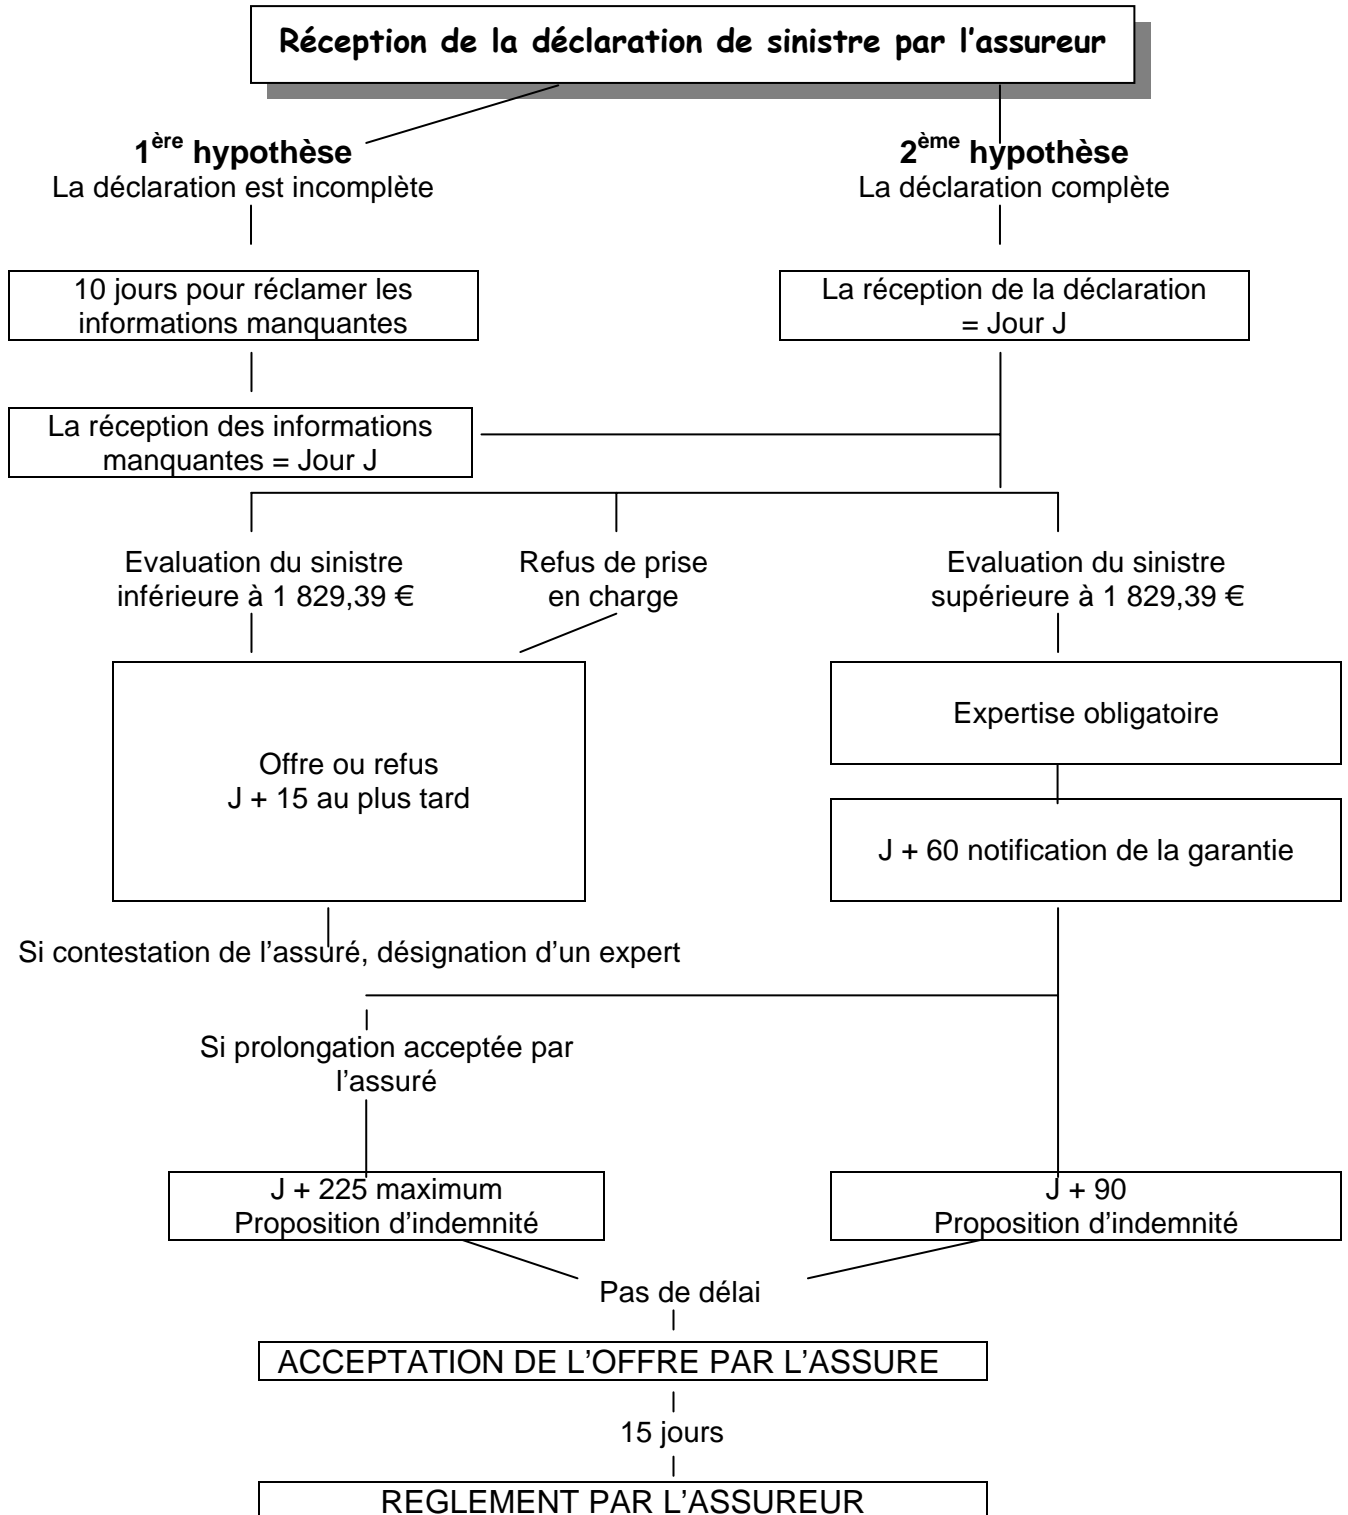 Réception de la déclaration de sinistre par l'assureur
1ère hypothèse
La déclaration est incomplète
2ème hypothèse
La déclaration complète
10 jours pour réclamer les
informations manquantes
La réception de la déclaration
= Jour J
La réception des informations
manquantes = Jour J
Evaluation du sinistre
inférieure à 1 829,39 €
Refus de prise
en charge
Evaluation du sinistre
supérieure à 1 829,39 €
Offre ou refus
J + 15 au plus tard
Expertise obligatoire
J + 60 notification de la garantie
Si contestation de l'assuré, désignation d'un expert
Si prolongation acceptée par
l'assuré
J + 225 maximum
Proposition d'indemnité
J + 90
Proposition d'indemnité
Pas de délai
ACCEPTATION DE L'OFFRE PAR L'ASSURE
15 jours
REGLEMENT PAR L'ASSUREUR